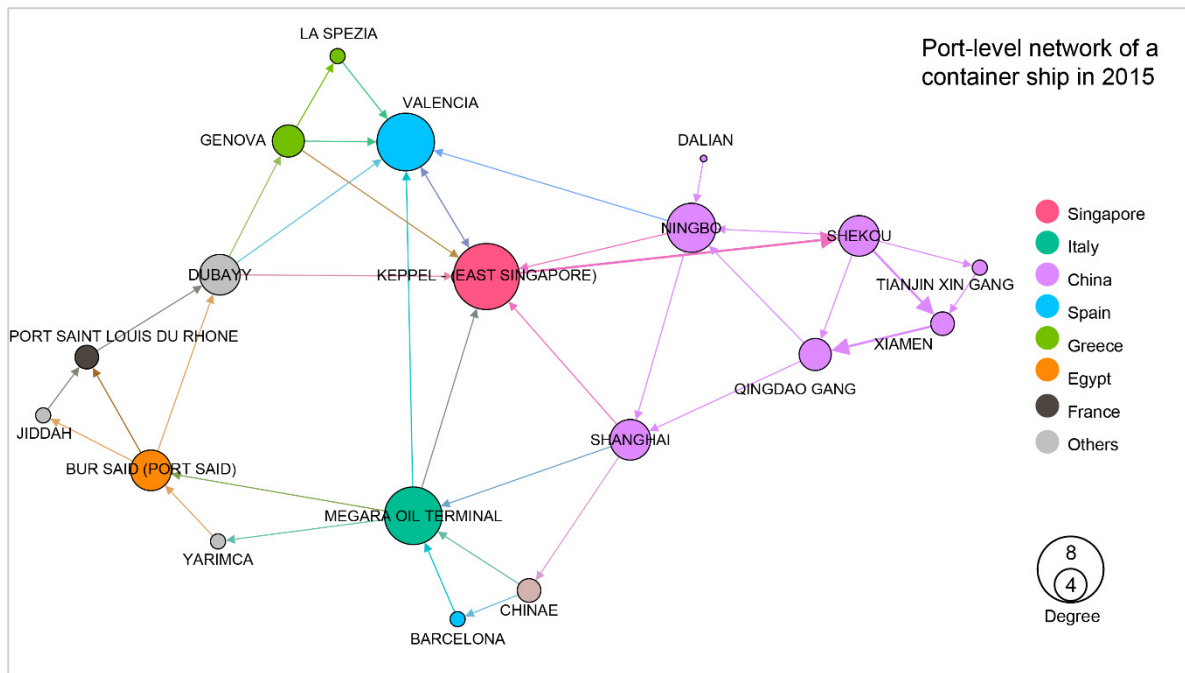 LA SPEZIA
Port-level network of a
container ship in 2015
VALENCIA
GENOVA
DALIAN
NINGBO
SHEKOU
DUBAYY
KEPPEL - (EAST SINGAPORE)
TIANJIN XIN GANG
PORT SAINT LOUIS DU RHONE
XIAMEN
QINGDAO GANG
JIDDAH
SHANGHAI
BUR SAID (PORT SAID)
MEGARA OIL TERMINAL
YARIMCA
CHINAE
BARCELONA
Singapore
Italy
China
Spain
Greece
Egypt
France
Others
8
4
Degree